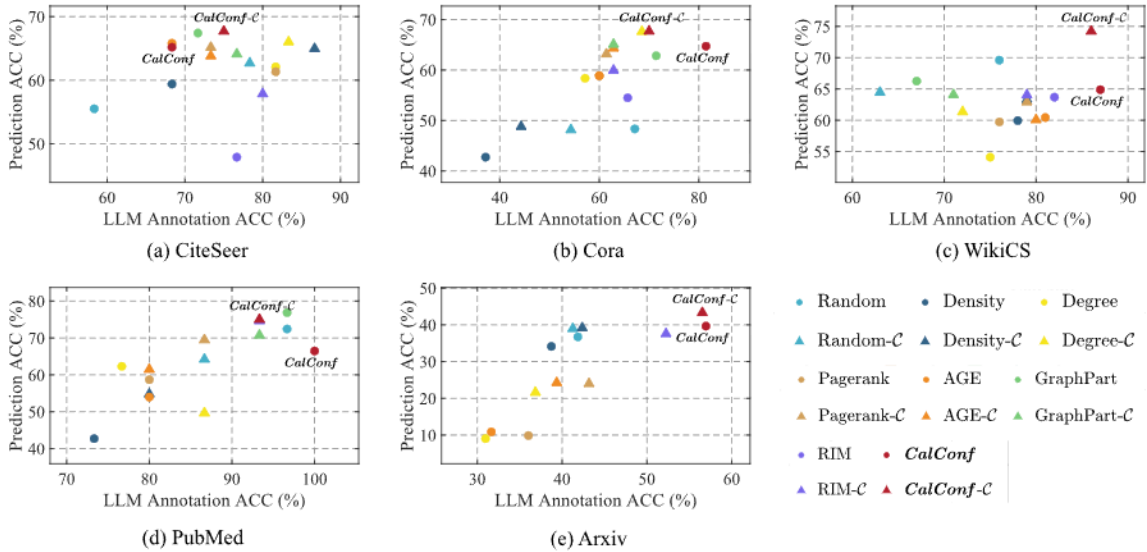 70
60
50
Prediction ACC (%)
CalConf-C
CalConf
60 70 80 90
LLM Annotation ACC (%)
(a) CiteSeer
70
60
50
40
Prediction ACC (%)
CalConf-C
CalConf
40 60 80
LLM Annotation ACC (%)
(b) Cora
75
70
65
60
55
Prediction ACC (%)
CalConf-C
CalConf
60 70 80 90
LLM Annotation ACC (%)
(c) WikiCS
80
70
60
50
40
Prediction ACC (%)
CalConf-C
CalConf
70 80 90 100
LLM Annotation ACC (%)
(d) PubMed
50
40
30
20
10
Prediction ACC (%)
CalConf-C
CalConf
30 40 50 60
LLM Annotation ACC (%)
(e) Arxiv
Random Density Degree
Random-C Density-C Degree-C
Pagerank AGE GraphPart
Pagerank-C AGE-C GraphPart-C
RIM CalConf
RIM-C CalConf-C